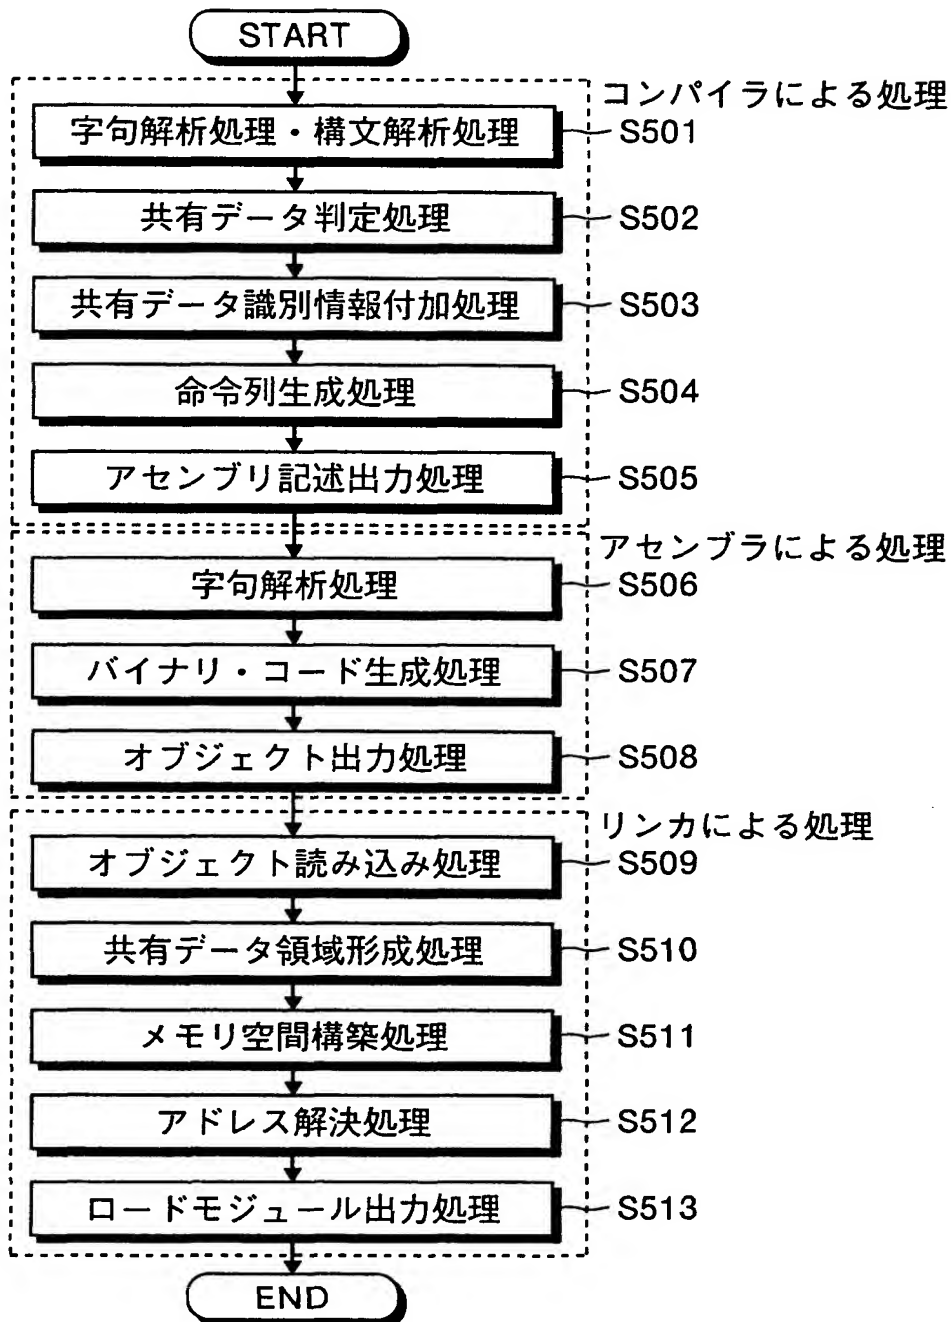 START
コンパイラによる処理
字句解析処理・構文解析処理 S501
共有データ判定処理 S502
共有データ識別情報付加処理 S503
命令列生成処理 S504
アセンブリ記述出力処理 S505
アセンブラによる処理
字句解析処理 S506
バイナリ・コード生成処理 S507
オブジェクト出力処理 S508
リンカによる処理
オブジェクト読み込み処理 S509
共有データ領域形成処理 S510
メモリ空間構築処理 S511
アドレス解決処理 S512
ロードモジュール出力処理 S513
END